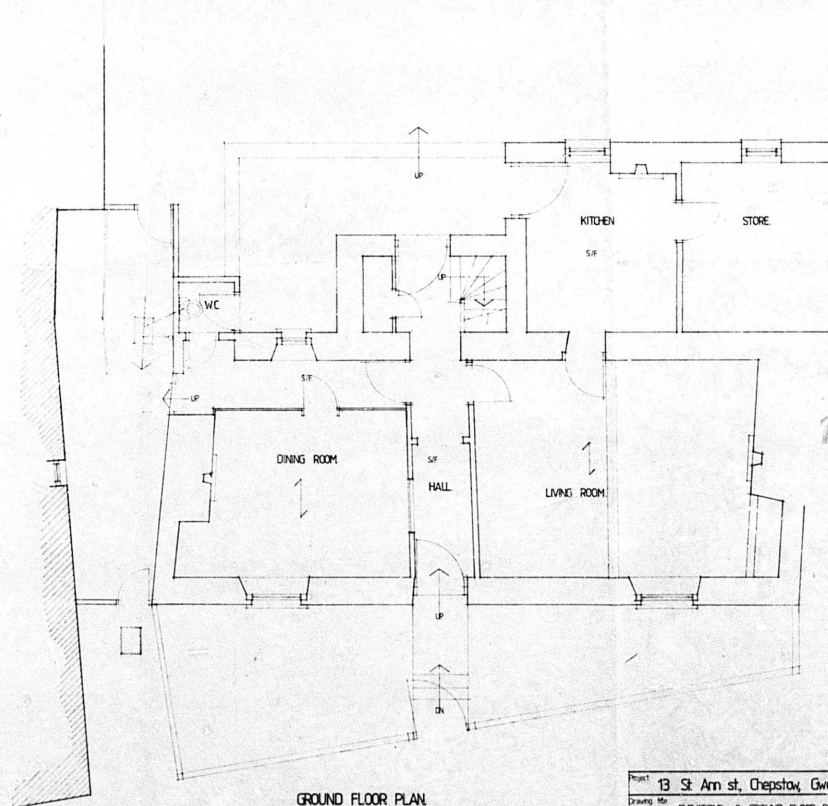 UP
KITCHEN
STORE.
S/F
UP
W.C.
S/F
UP
DINING ROOM
S/F
HALL
LIVING ROOM.
UP
DN.
GROUND FLOOR PLAN.
Project 13 St Ann st., Chepstow, Gw
Drawing title